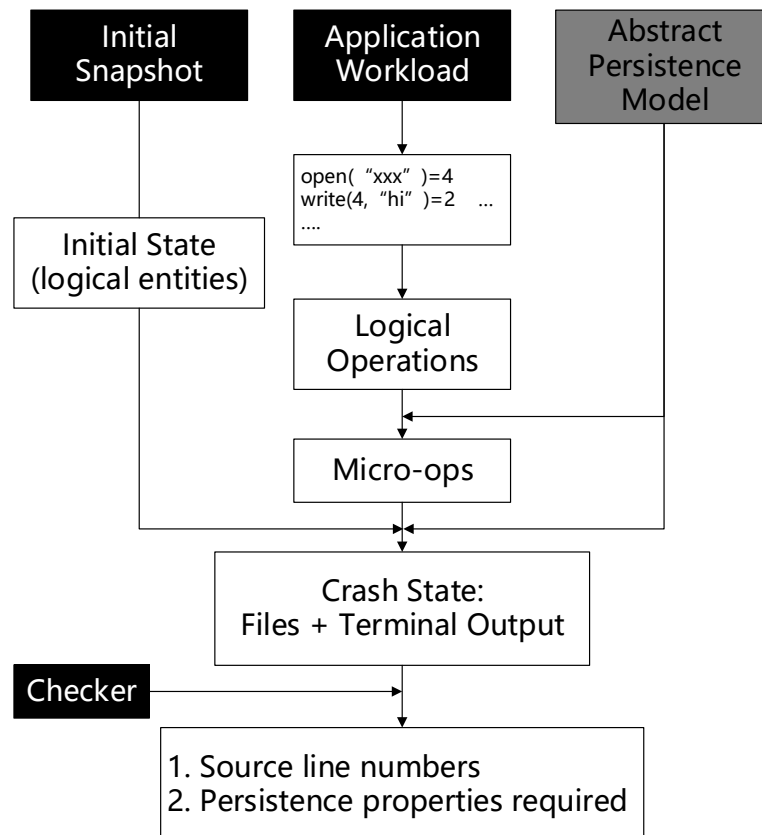 Initial
Snapshot
Application
Workload
Abstract
Persistence
Model
open( “xxx” )=4
write(4, “hi” )=2 ...
....
Initial State
(logical entities)
Logical
Operations
Micro-ops
Crash State:
Files + Terminal Output
Checker
1. Source line numbers
2. Persistence properties required